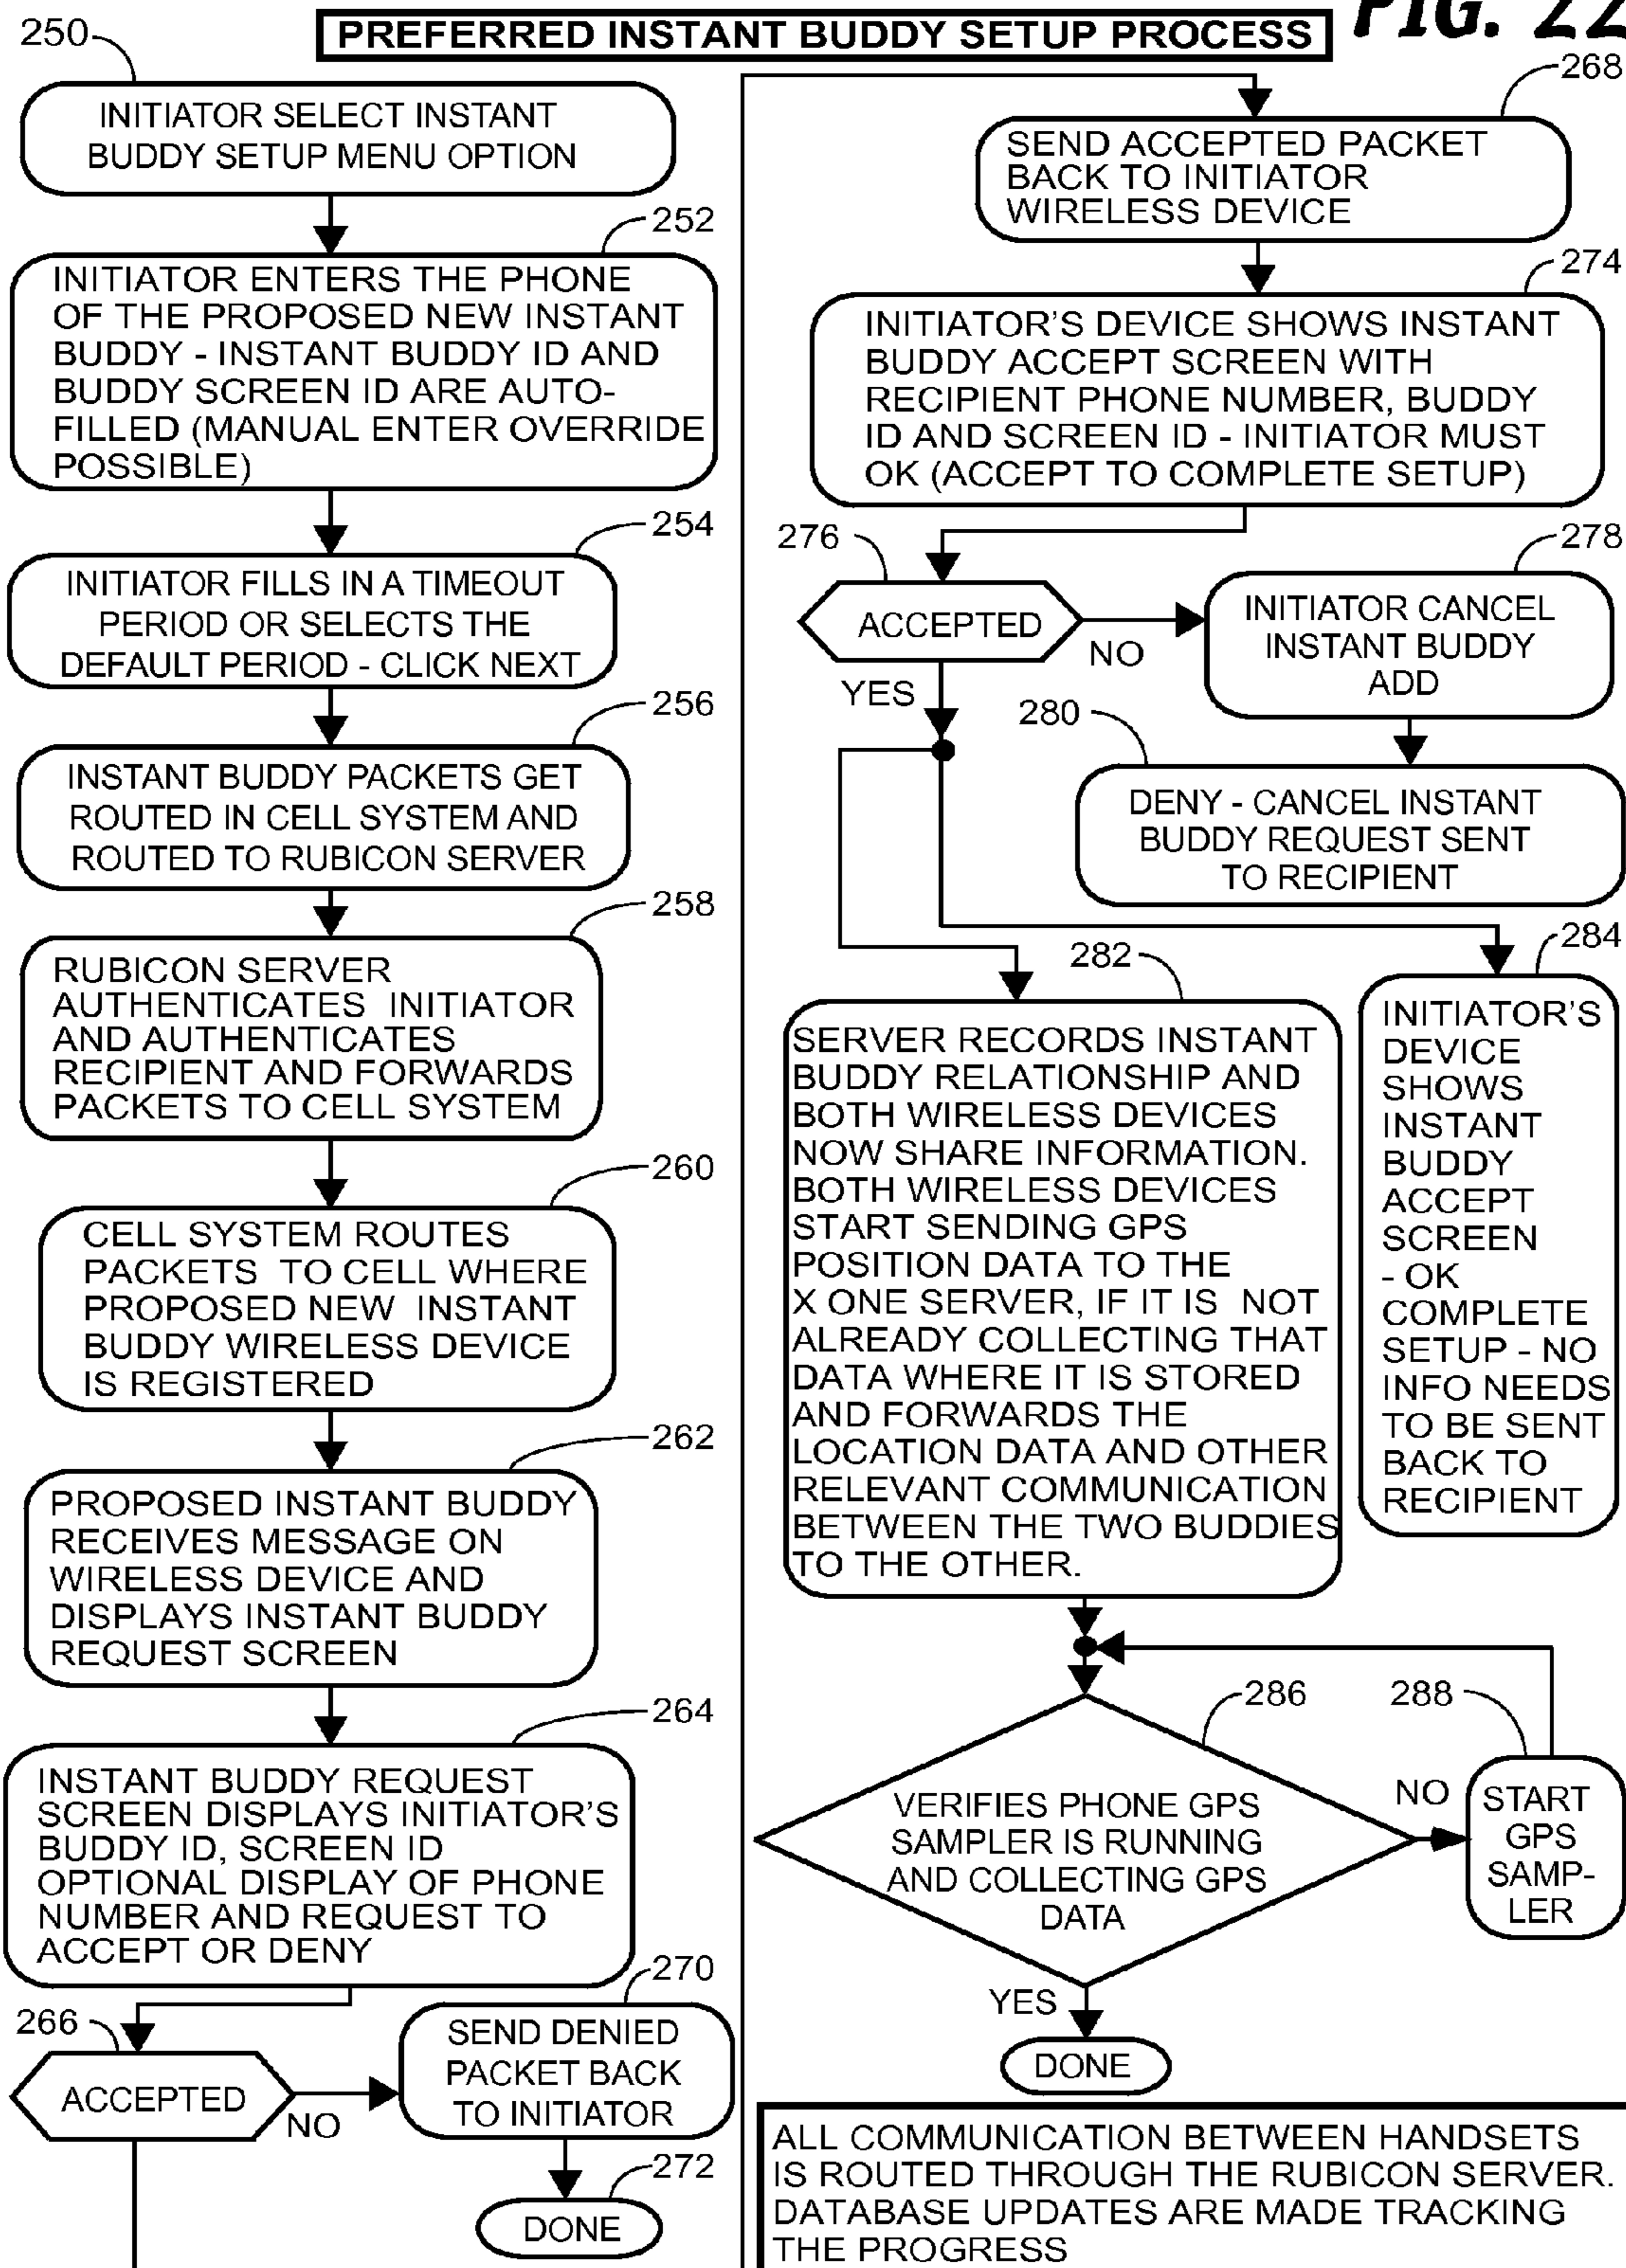 PREFERRED INSTANT BUDDY SETUP PROCESS
FIG. 22
250
INITIATOR SELECT INSTANT
BUDDY SETUP MENU OPTION
252
INITIATOR ENTERS THE PHONE
OF THE PROPOSED NEW INSTANT
BUDDY - INSTANT BUDDY ID AND
BUDDY SCREEN ID ARE AUTO-
FILLED (MANUAL ENTER OVERRIDE
POSSIBLE)
254
INITIATOR FILLS IN A TIMEOUT
PERIOD OR SELECTS THE
DEFAULT PERIOD - CLICK NEXT
256
INSTANT BUDDY PACKETS GET
ROUTED IN CELL SYSTEM AND
ROUTED TO RUBICON SERVER
258
RUBICON SERVER
AUTHENTICATES INITIATOR
AND AUTHENTICATES
RECIPIENT AND FORWARDS
PACKETS TO CELL SYSTEM
260
CELL SYSTEM ROUTES
PACKETS TO CELL WHERE
PROPOSED NEW INSTANT
BUDDY WIRELESS DEVICE
IS REGISTERED
262
PROPOSED INSTANT BUDDY
RECEIVES MESSAGE ON
WIRELESS DEVICE AND
DISPLAYS INSTANT BUDDY
REQUEST SCREEN
264
INSTANT BUDDY REQUEST
SCREEN DISPLAYS INITIATOR'S
BUDDY ID, SCREEN ID
OPTIONAL DISPLAY OF PHONE
NUMBER AND REQUEST TO
ACCEPT OR DENY
266
ACCEPTED
NO
270
SEND DENIED
PACKET BACK
TO INITIATOR
272
DONE
268
SEND ACCEPTED PACKET
BACK TO INITIATOR
WIRELESS DEVICE
274
INITIATOR'S DEVICE SHOWS INSTANT
BUDDY ACCEPT SCREEN WITH
RECIPIENT PHONE NUMBER, BUDDY
ID AND SCREEN ID - INITIATOR MUST
OK (ACCEPT TO COMPLETE SETUP)
276
ACCEPTED
NO
YES
278
INITIATOR CANCEL
INSTANT BUDDY
ADD
280
DENY - CANCEL INSTANT
BUDDY REQUEST SENT
TO RECIPIENT
282
SERVER RECORDS INSTANT
BUDDY RELATIONSHIP AND
BOTH WIRELESS DEVICES
NOW SHARE INFORMATION.
BOTH WIRELESS DEVICES
START SENDING GPS
POSITION DATA TO THE
X ONE SERVER, IF IT IS NOT
ALREADY COLLECTING THAT
DATA WHERE IT IS STORED
AND FORWARDS THE
LOCATION DATA AND OTHER
RELEVANT COMMUNICATION
BETWEEN THE TWO BUDDIES
TO THE OTHER.
284
INITIATOR'S
DEVICE
SHOWS
INSTANT
BUDDY
ACCEPT
SCREEN
- OK
COMPLETE
SETUP - NO
INFO NEEDS
TO BE SENT
BACK TO
RECIPIENT
286
VERIFIES PHONE GPS
SAMPLER IS RUNNING
AND COLLECTING GPS
DATA
NO
288
START
GPS
SAMP-
LER
YES
DONE
ALL COMMUNICATION BETWEEN HANDSETS
IS ROUTED THROUGH THE RUBICON SERVER.
DATABASE UPDATES ARE MADE TRACKING
THE PROGRESS